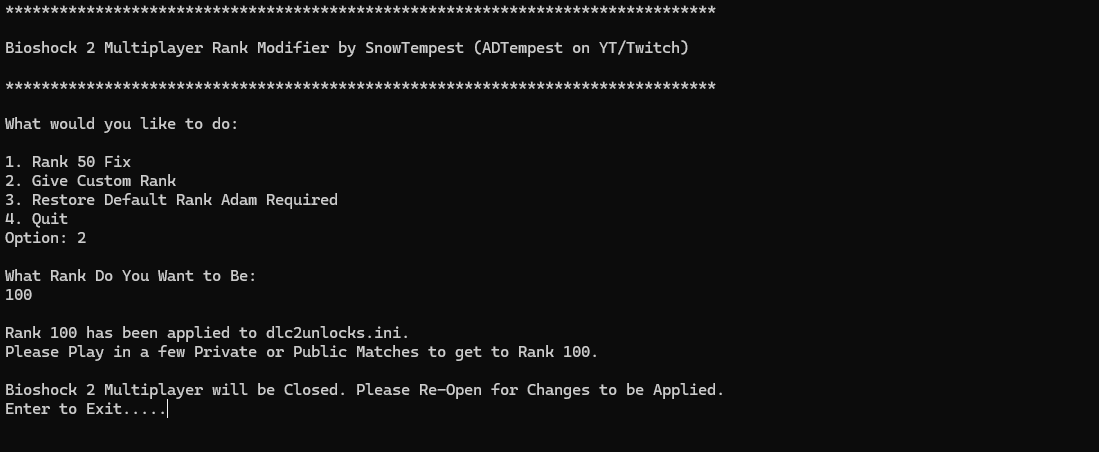 *******************************************************************************
Bioshock 2 Multiplayer Rank Modifier by SnowTempest (ADTempest on YT/Twitch)
*******************************************************************************
What would you like to do:
1. Rank 50 Fix
2. Give Custom Rank
3. Restore Default Rank Adam Required
4. Quit
Option: 2
What Rank Do You Want to Be:
100
Rank 100 has been applied to dlc2unlocks.ini.
Please Play in a few Private or Public Matches to get to Rank 100.
Bioshock 2 Multiplayer will be Closed. Please Re-Open for Changes to be Applied.
Enter to Exit.....